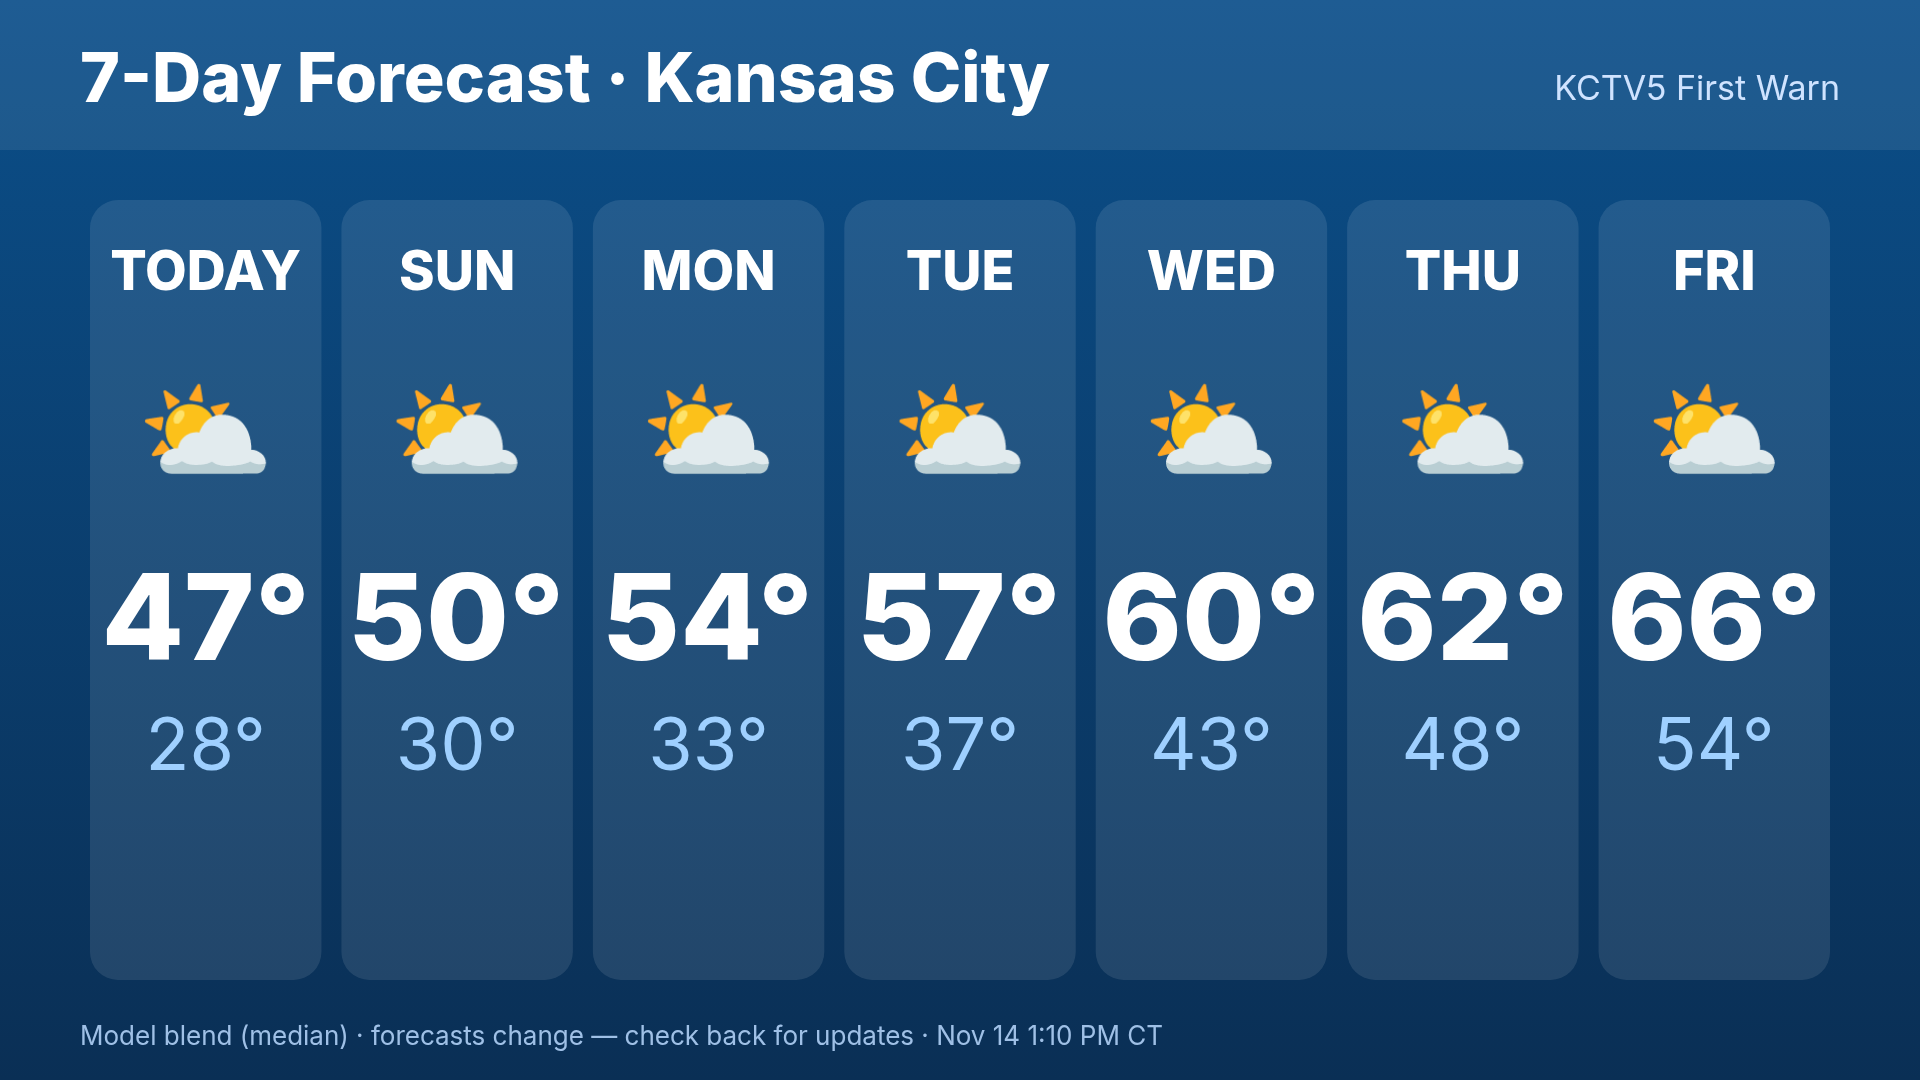 7-Day Forecast · Kansas City
KCTV5 First Warn
TODAY SUN MON TUE WED THU FRI
47° 50° 54° 57° 60° 62° 66°
28° 30° 33° 37° 43° 48° 54°
Model blend (median) · forecasts change — check back for updates · Nov 14 1:10 PM CT